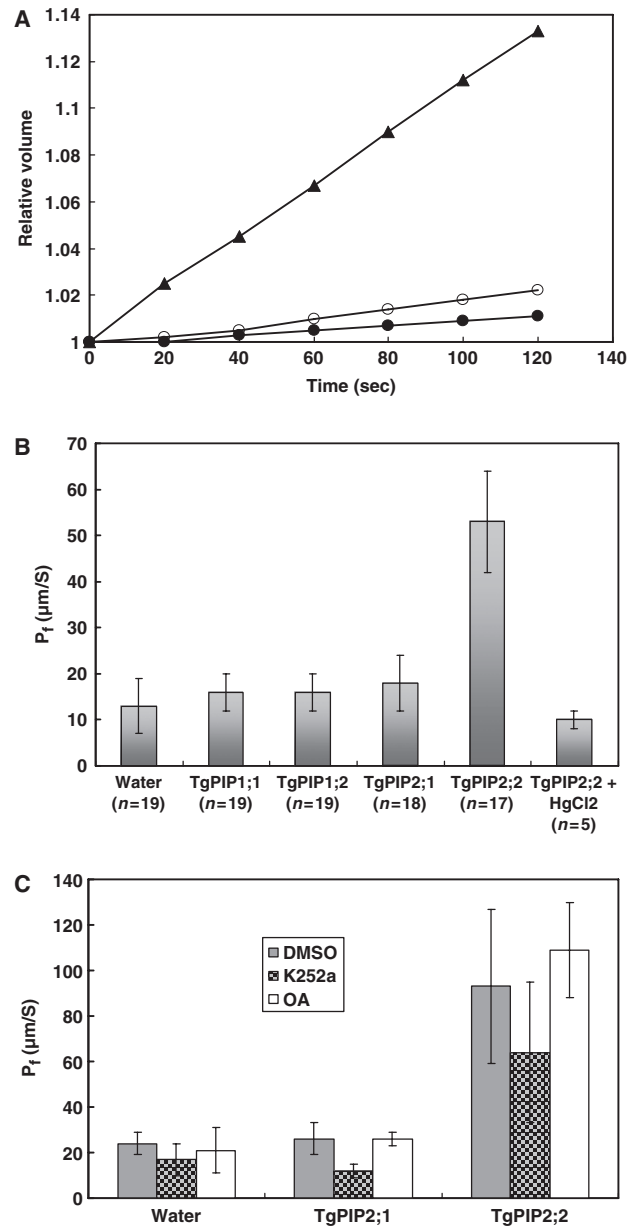 A
1.14
1.12
1.1
1.08
1.06
1.04
1.02
1
Relative volume
0 20 40 60 80 100 120 140
Time (sec)
B
70
60
50
40
30
20
10
0
Pf (µm/S)
Water TgPIP1;1 TgPIP1;2 TgPIP2;1 TgPIP2;2 TgPIP2;2 +
(n=19) (n=19) (n=19) (n=18) (n=17) HgCl2
(n=5)
C
140
120
100
80
60
40
20
0
Pf (µm/S)
DMSO
K252a
OA
Water TgPIP2;1 TgPIP2;2